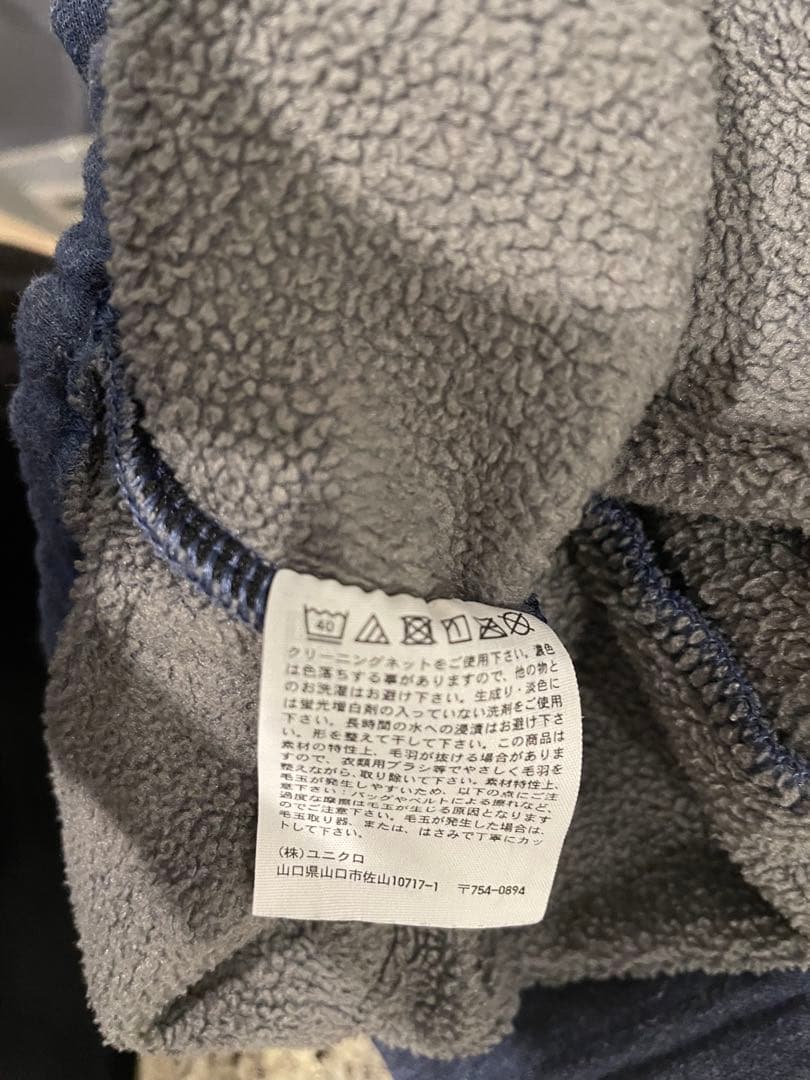 40
クリーニングネットをご使用下さい。濃色
は色落ちする事がありますので、他の物と
のお洗濯はお避け下さい。生成り・淡色に
は蛍光増白剤の入っていない洗剤をご使用
下さい。長時間の水への浸漬はお避け下さ
い。形を整えて干して下さい。この商品は
素材の特性上、毛羽が抜ける場合がありま
すので、衣類用ブラシ等でやさしく毛羽を
整えながら、取り除いて下さい。素材特性上、
毛玉が発生しやすいため、以下の点にご注
意下さい：バッグやベルトによる擦れなど、
過度な摩擦は毛玉が生じる原因となります
のでご注意下さい。毛玉が発生した場合は、
毛玉取り器、または、はさみで丁寧にカッ
トして下さい。
(株)ユニクロ
山口県山口市佐山10717-1 〒754-0894